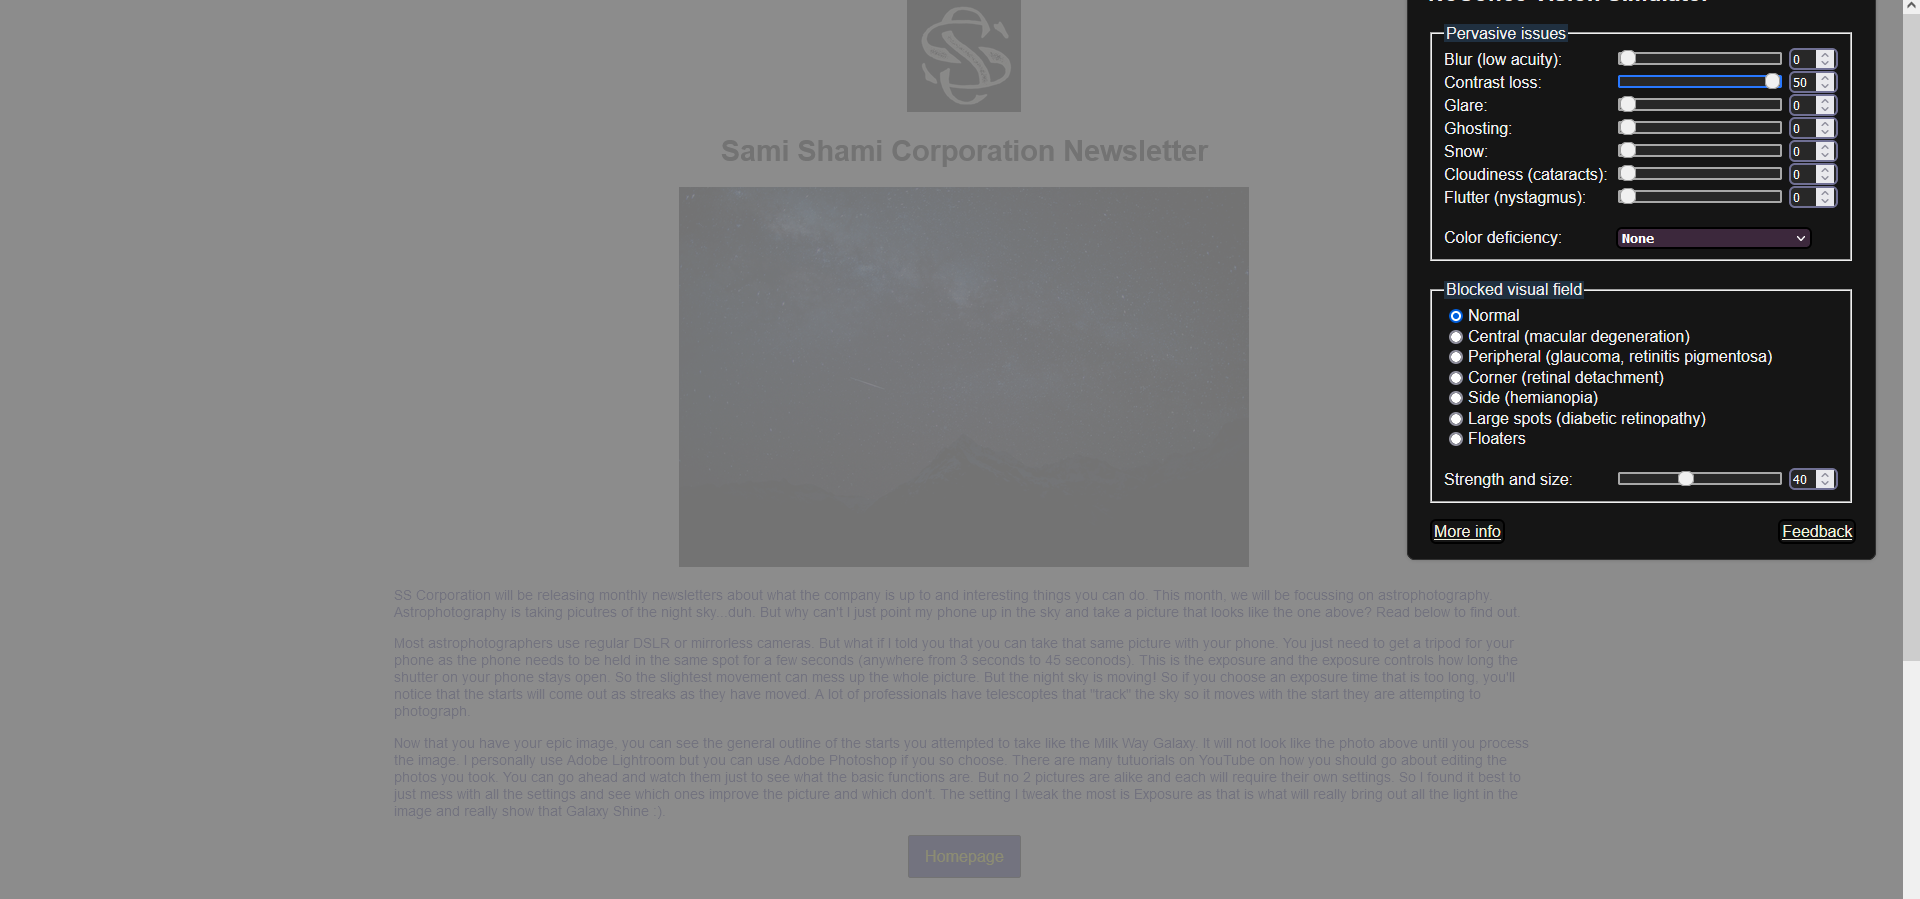 Sami Shami Corporation Newsletter
SS Corporation will be releasing monthly newsletters about what the company is up to and interesting things you can do. This month, we will be focussing on astrophotography.
Astrophotography is taking picutres of the night sky...duh. But why can't I just point my phone up in the sky and take a picture that looks like the one above? Read below to find out.
Most astrophotographers use regular DSLR or mirrorless cameras. But what if I told you that you can take that same picture with your phone. You just need to get a tripod for your
phone as the phone needs to be held in the same spot for a few seconds (anywhere from 3 seconds to 45 seconods). This is the exposure and the exposure controls how long the
shutter on your phone stays open. So the slightest movement can mess up the whole picture. But the night sky is moving! So if you choose an exposure time that is too long, you'll
notice that the starts will come out as streaks as they have moved. A lot of professionals have telescoptes that "track" the sky so it moves with the start they are attempting to
photograph.
Now that you have your epic image, you can see the general outline of the starts you attempted to take like the Milk Way Galaxy. It will not look like the photo above until you process
the image. I personally use Adobe Lightroom but you can use Adobe Photoshop if you so choose. There are many tutuorials on YouTube on how you should go about editing the
photos you took. You can go ahead and watch them just to see what the basic functions are. But no 2 pictures are alike and each will require their own settings. So I found it best to
just mess with all the settings and see which ones improve the picture and which don't. The setting I tweak the most is Exposure as that is what will really bring out all the light in the
image and really show that Galaxy Shine :).
Homepage
Pervasive issues
Blur (low acuity): 0
Contrast loss: 50
Glare: 0
Ghosting: 0
Snow: 0
Cloudiness (cataracts): 0
Flutter (nystagmus): 0
Color deficiency: None
Blocked visual field
Normal
Central (macular degeneration)
Peripheral (glaucoma, retinitis pigmentosa)
Corner (retinal detachment)
Side (hemianopia)
Large spots (diabetic retinopathy)
Floaters
Strength and size: 40
More info Feedback